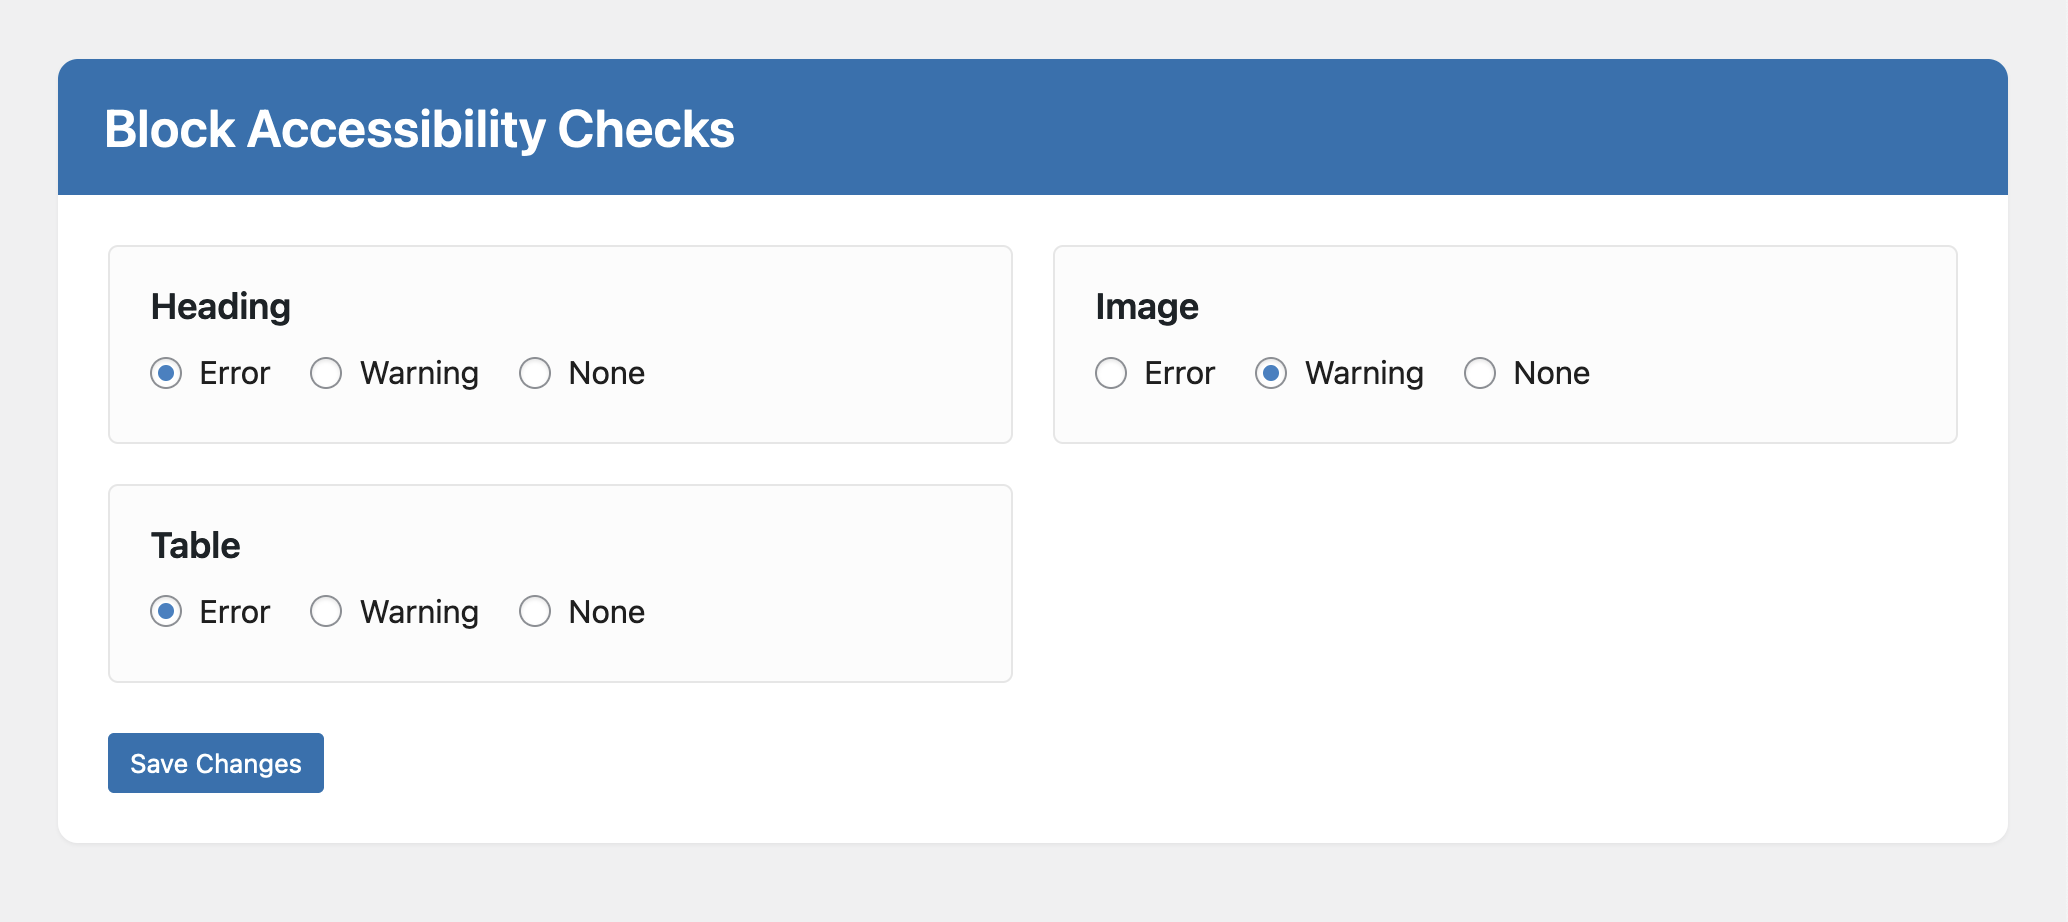 Block Accessibility Checks
Heading
Error Warning None
Image
Error Warning None
Table
Error Warning None
Save Changes